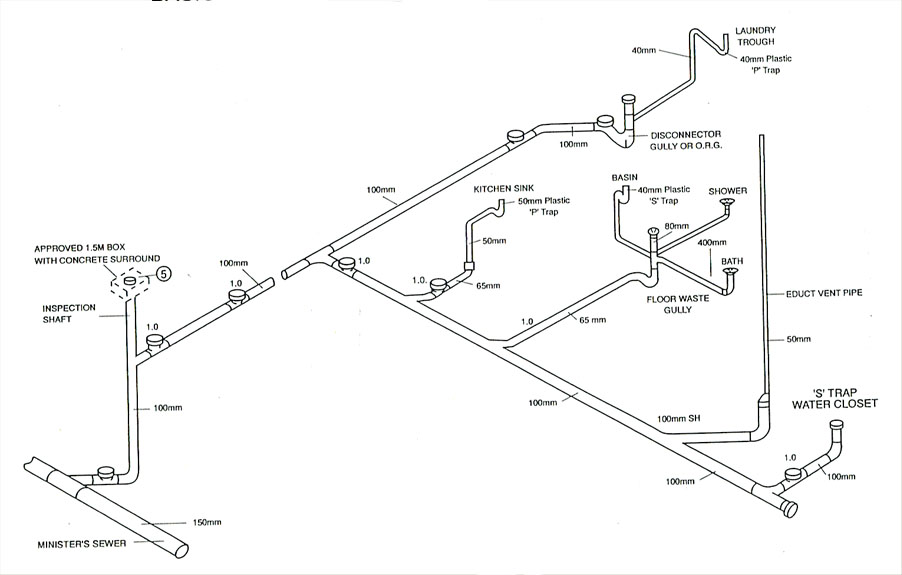 LAUNDRY
TROUGH
40mm
40mm Plastic
'P' Trap
DISCONNECTOR
GULLY OR O.R.G.
100mm
100mm
KITCHEN SINK
50mm Plastic
'P' Trap
50mm
65mm
1.0
1.0.
BASIN
40mm Plastic
'S' Trap
SHOWER
80mm
400mm
BATH
FLOOR WASTE
GULLY
1.0
65 mm
EDUCT VENT PIPE
50mm
APPROVED 1.5M BOX
WITH CONCRETE SURROUND
5
100mm
1.0
INSPECTION
SHAFT
1.0
100mm
100mm
100mm SH
'S' TRAP
WATER CLOSET
1.0
100mm
100mm
150mm
MINISTER'S SEWER